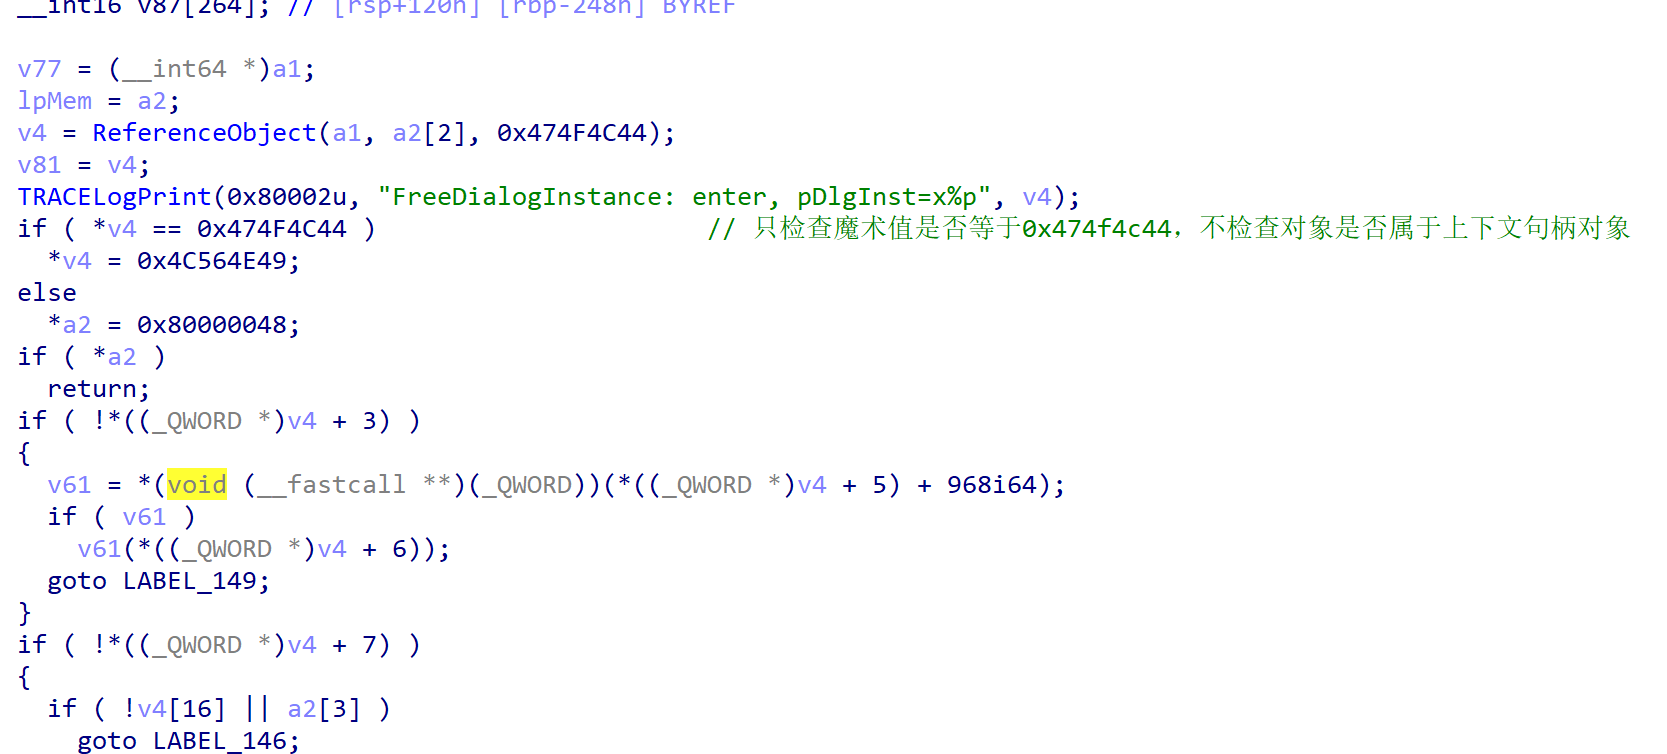 __int16 v87[264]; // [rsp+120h] [rbp-248h] BYREF
v77 = (__int64 *)a1;
lpMem = a2;
v4 = ReferenceObject(a1, a2[2], 0x474F4C44);
v81 = v4;
TRACELogPrint(0x80002u, "FreeDialogInstance: enter, pDlgInst=x%p", v4);
if ( *v4 == 0x474F4C44 ) // 只检查魔术值是否等于0x474f4c44，不检查对象是否属于上下文句柄对象
*v4 = 0x4C564E49;
else
*a2 = 0x80000048;
if ( *a2 )
return;
if ( !*((_QWORD *)v4 + 3) )
{
v61 = *(void (__fastcall **)(_QWORD))(*((_QWORD *)v4 + 5) + 968i64);
if ( v61 )
v61(*((_QWORD *)v4 + 6));
goto LABEL_149;
}
if ( !*((_QWORD *)v4 + 7) )
{
if ( !v4[16] || a2[3] )
goto LABEL_146;